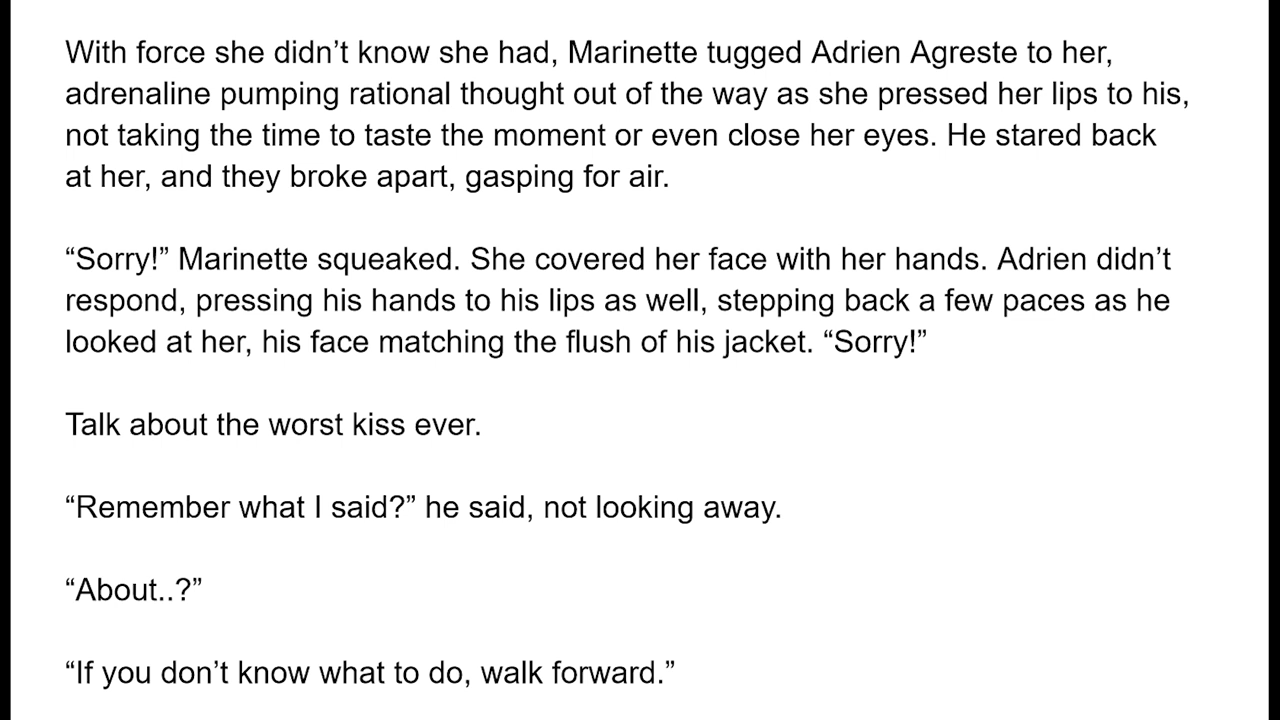 With force she didn’t know she had, Marinette tugged Adrien Agreste to her,
adrenaline pumping rational thought out of the way as she pressed her lips to his,
not taking the time to taste the moment or even close her eyes. He stared back
at her, and they broke apart, gasping for air.
“Sorry!” Marinette squeaked. She covered her face with her hands. Adrien didn’t
respond, pressing his hands to his lips as well, stepping back a few paces as he
looked at her, his face matching the flush of his jacket. “Sorry!”
Talk about the worst kiss ever.
“Remember what I said?” he said, not looking away.
“About..?”
“If you don’t know what to do, walk forward.”